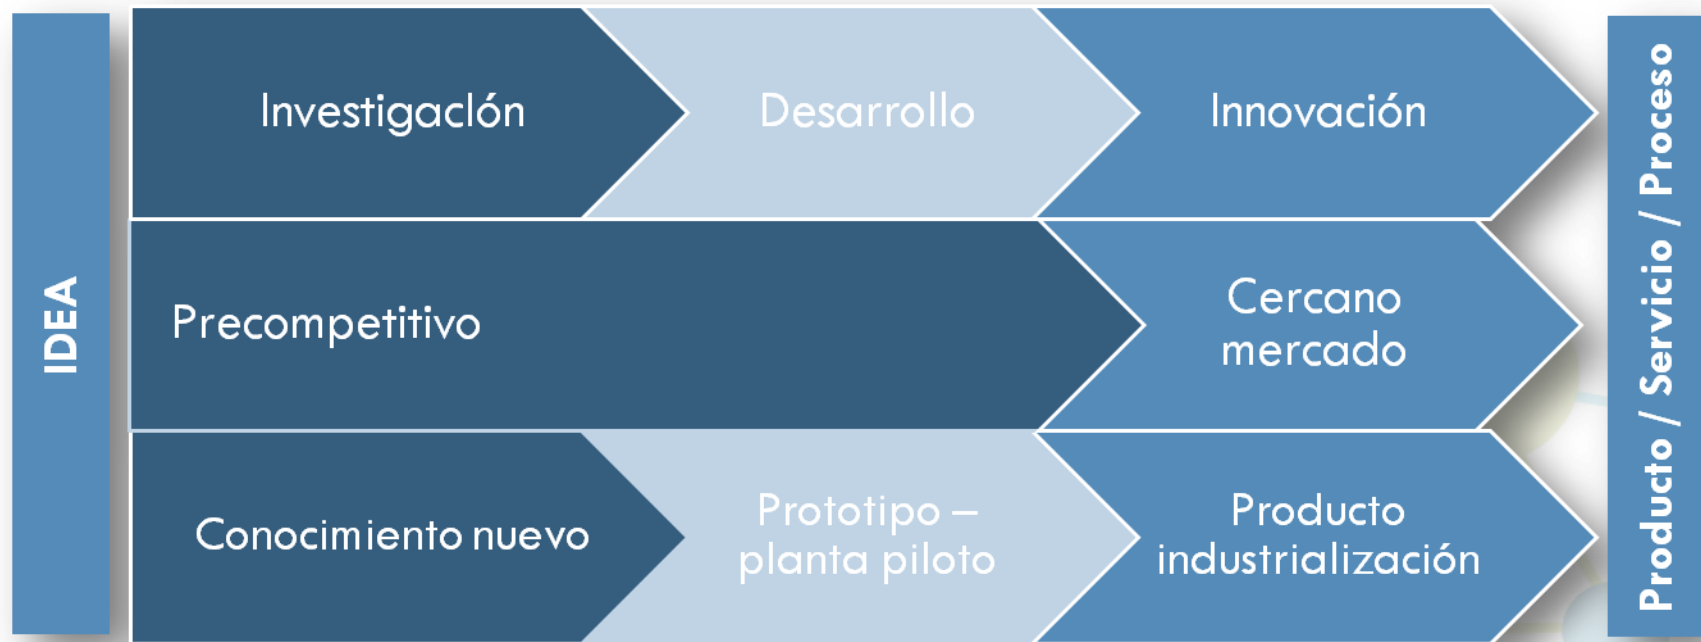 IDEA
Investigaclón
Desarrollo
Innovación
Precompetitivo
Cercano
mercado
Conocimiento nuevo
Prototipo –
planta piloto
Producto
industrialización
Producto / Servicio / Proceso